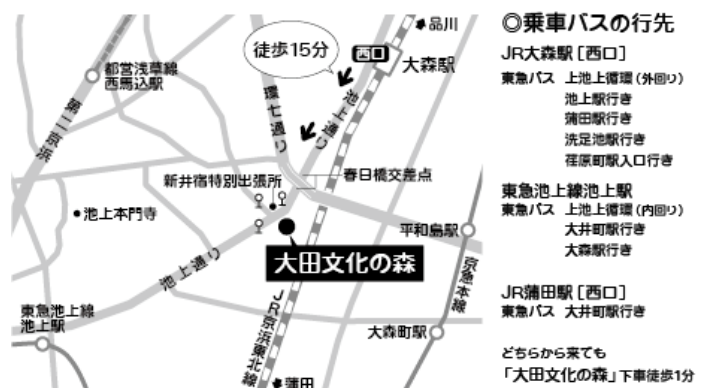 品川
徒歩15分
西口
大森駅
都営浅草線
西馬込駅
第二京浜
環七通り
池上通り
新井宿特別出張所
春日橋交差点
池上本門寺
平和島駅
大田文化の森
池上通り
京急本線
JR京浜東北線
東急池上線
池上駅
大森町駅
蒲田
◎乗車バスの行先
JR大森駅[西口]
東急バス 上池上循環(外回り)
池上駅行き
蒲田駅行き
洗足池駅行き
荏原町駅入口行き
東急池上線池上駅
東急バス 上池上循環(内回り)
大井町駅行き
大森駅行き
JR蒲田駅[西口]
東急バス 大井町駅行き
どちらから来ても
「大田文化の森」下車徒歩1分